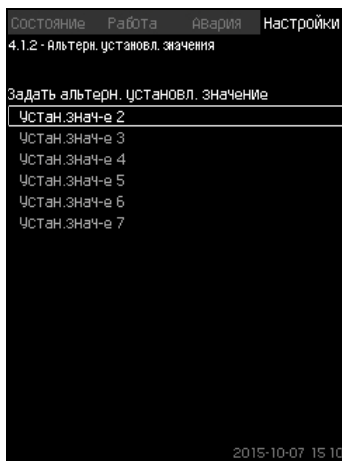 Состояние Работа Авария Настройки
4.1.2 - Альтерн. установл. значения
Задать альтерн. установл. значение
Устан.знач-е 2
Устан.знач-е 3
Устан.знач-е 4
Устан.знач-е 5
Устан.знач-е 6
Устан.знач-е 7
2015-10-07 15:10